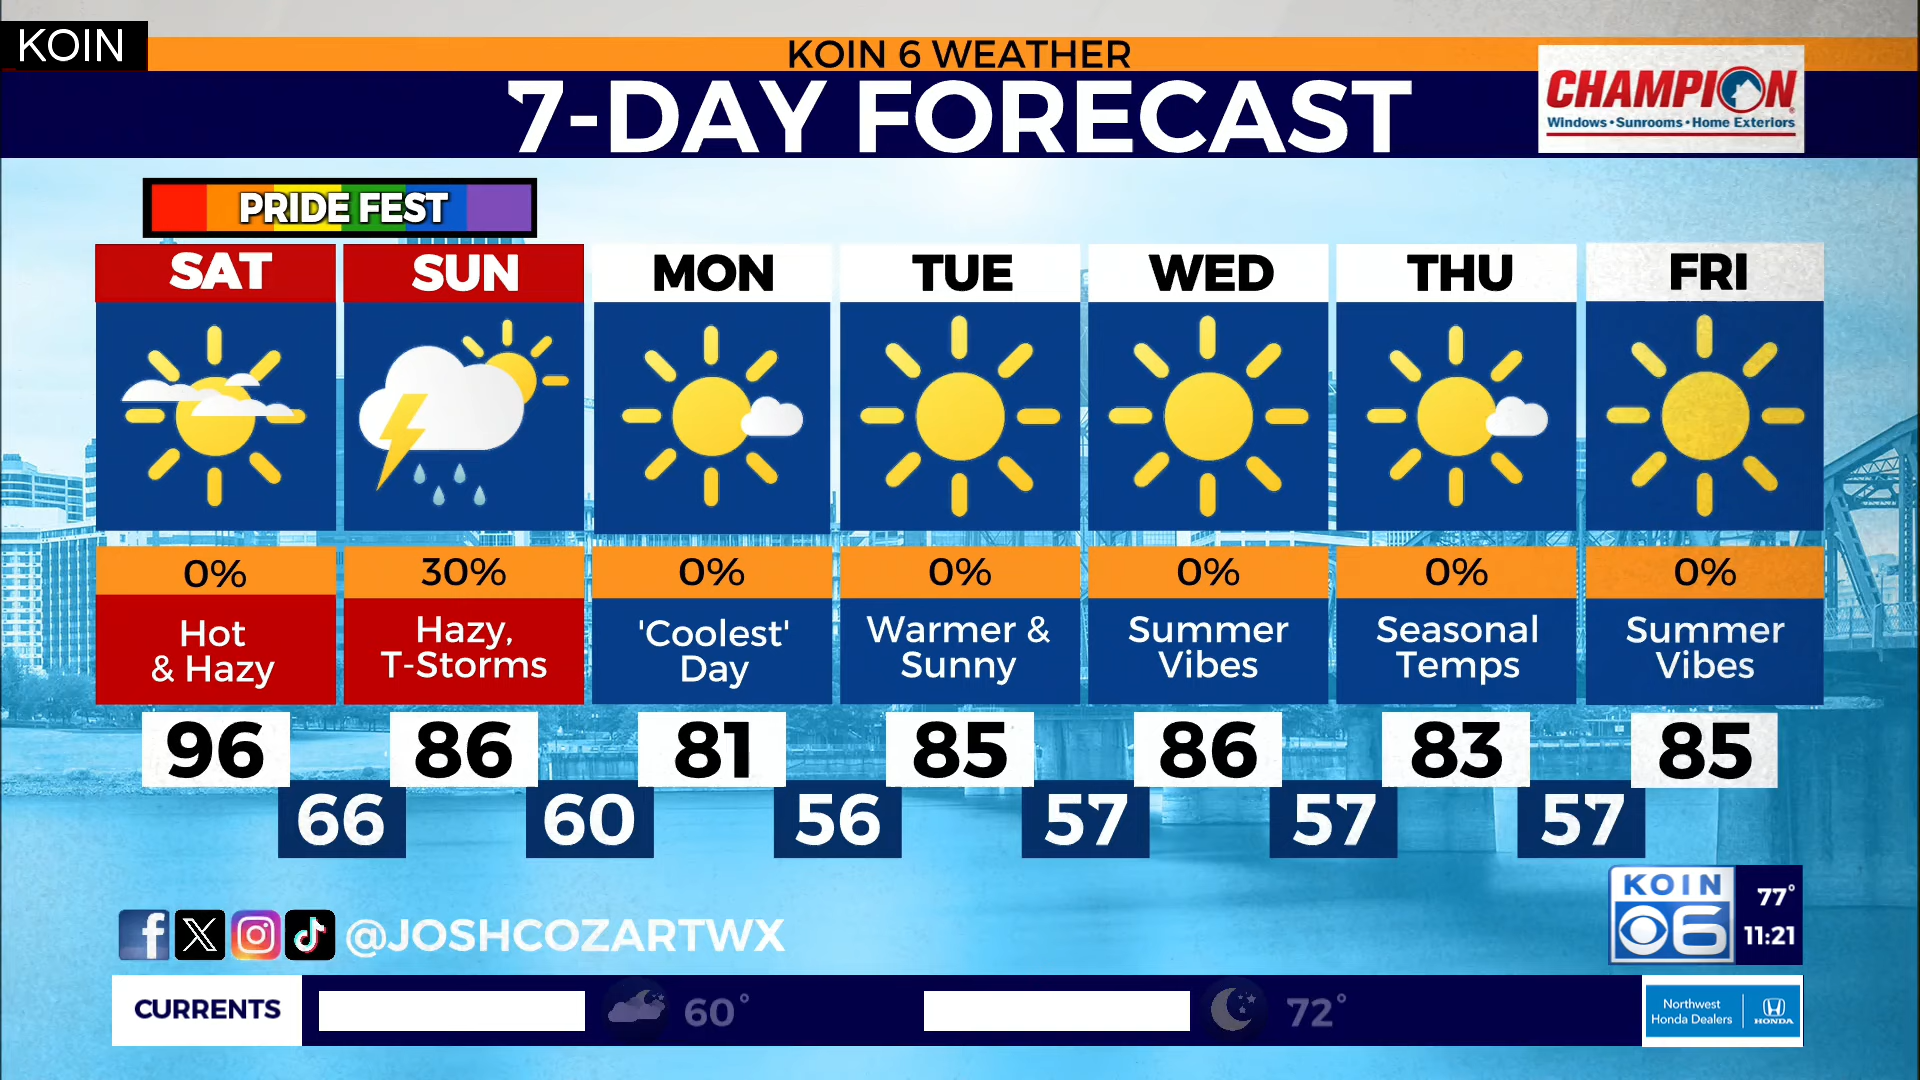 KOIN
KOIN 6 WEATHER
7-DAY FORECAST
CHAMPION
Windows • Sunrooms • Home Exteriors
PRIDE FEST
SAT SUN MON TUE WED THU FRI
0% 30% 0% 0% 0% 0% 0%
Hot
& Hazy
Hazy,
T-Storms
'Coolest'
Day
Warmer &
Sunny
Summer
Vibes
Seasonal
Temps
Summer
Vibes
96 86 81 85 86 83 85
66 60 56 57 57 57
@JOSHCOZARTWX
KOIN
6
77°
11:21
CURRENTS
60°
72°
Northwest
Honda Dealers
HONDA